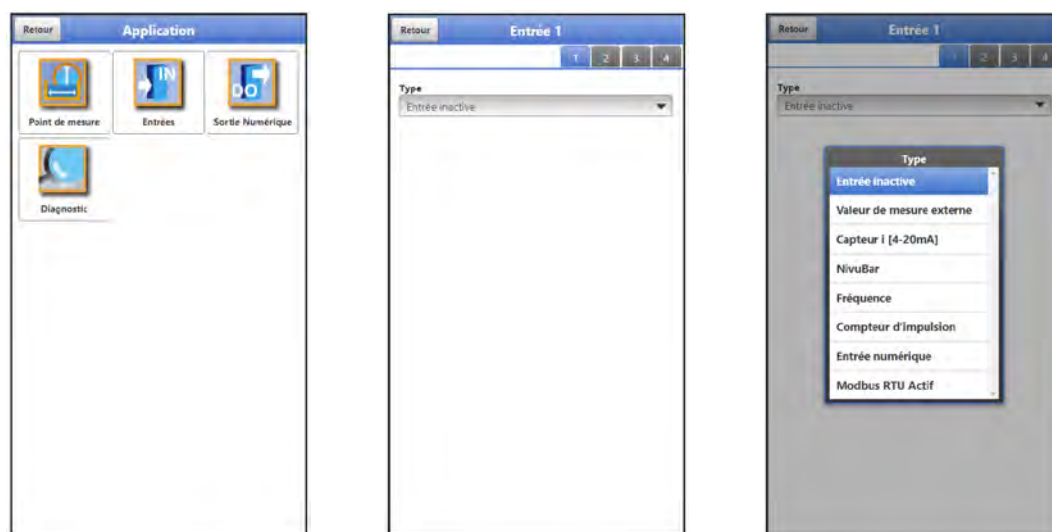 Retour
Application
Point de mesure
Entrées
Sortie Numérique
Diagnostic
Retour
Entrée 1
1 2 3 4
Type
Entrée inactive
Retour
Entrée 1
1 2 3 4
Type
Entrée inactive
Type
Entrée inactive
Valeur de mesure externe
Capteur i [4-20mA]
NivuBar
Fréquence
Compteur d'impulsion
Entrée numérique
Modbus RTU Actif
IN
DO